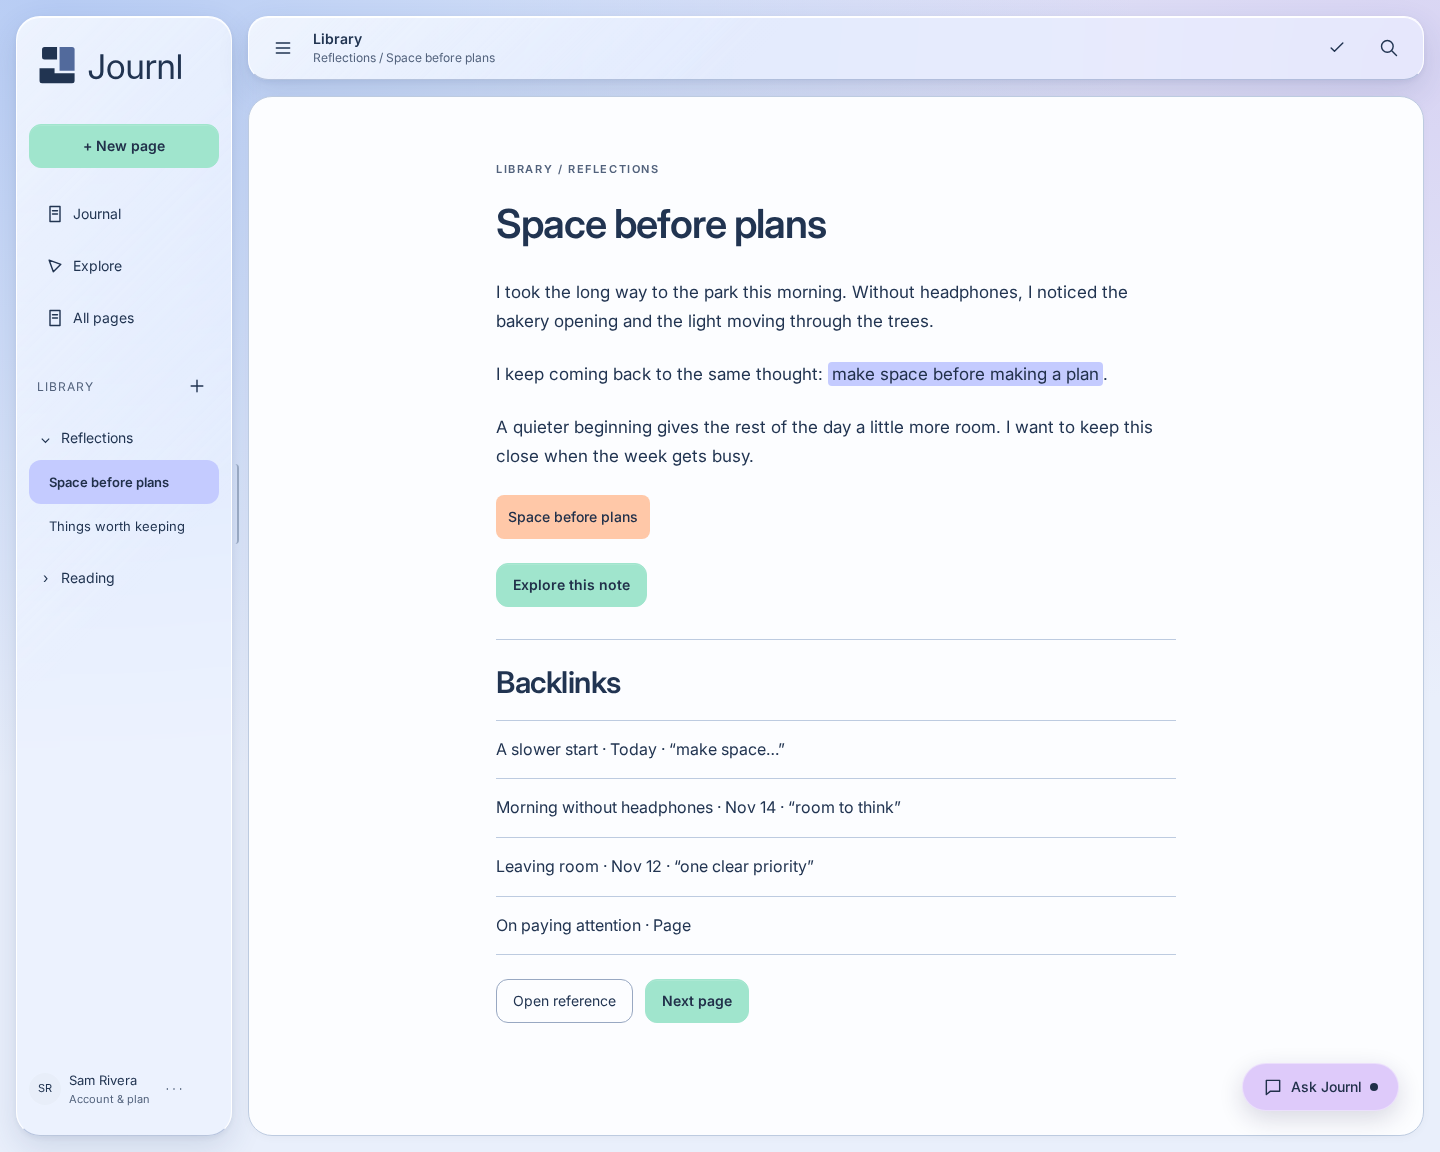 Journl
+ New page
Journal
Explore
All pages
LIBRARY
Reflections
Space before plans
Things worth keeping
Reading
SR
Sam Rivera
Account & plan
Library
Reflections / Space before plans
LIBRARY / REFLECTIONS
Space before plans
I took the long way to the park this morning. Without headphones, I noticed the
bakery opening and the light moving through the trees.
I keep coming back to the same thought: make space before making a plan.
A quieter beginning gives the rest of the day a little more room. I want to keep this
close when the week gets busy.
Space before plans
Explore this note
Backlinks
A slower start · Today · “make space…”
Morning without headphones · Nov 14 · “room to think”
Leaving room · Nov 12 · “one clear priority”
On paying attention · Page
Open reference
Next page
Ask Journl